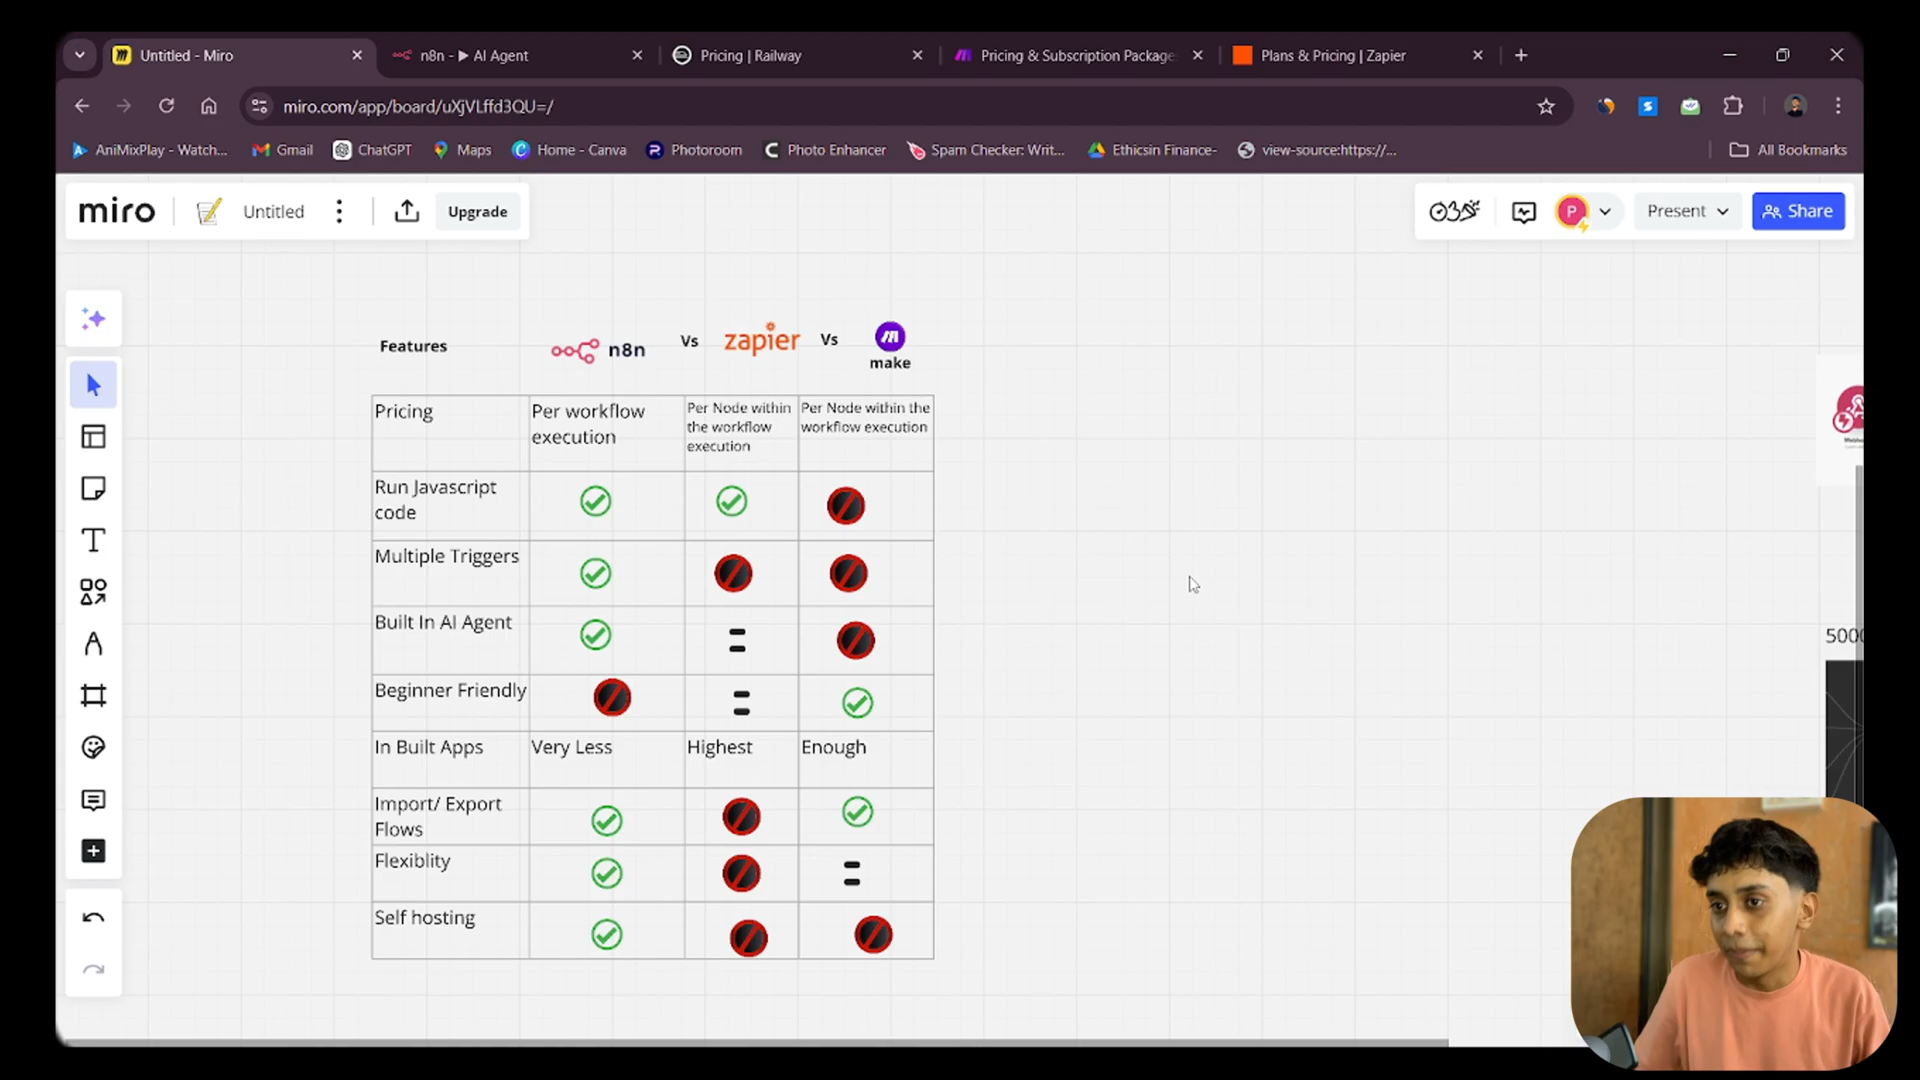 Untitled - Miro
n8n - ▶ AI Agent
Pricing | Railway
Pricing & Subscription Package
Plans & Pricing | Zapier
miro.com/app/board/uXjVLffd3QU=/
AniMixPlay - Watch...
Gmail
ChatGPT
Maps
Home - Canva
Photoroom
Photo Enhancer
Spam Checker: Writ...
Ethicsin Finance-
view-source:https://...
All Bookmarks
miro
Untitled
Upgrade
P
Present
Share
Features
n8n
Vs
zapier
Vs
make
Pricing
Per workflow
execution
Per Node within
the workflow
execution
Per Node within the
workflow execution
Run Javascript
code
Multiple Triggers
Built In AI Agent
Beginner Friendly
In Built Apps
Very Less
Highest
Enough
Import/ Export
Flows
Flexiblity
Self hosting